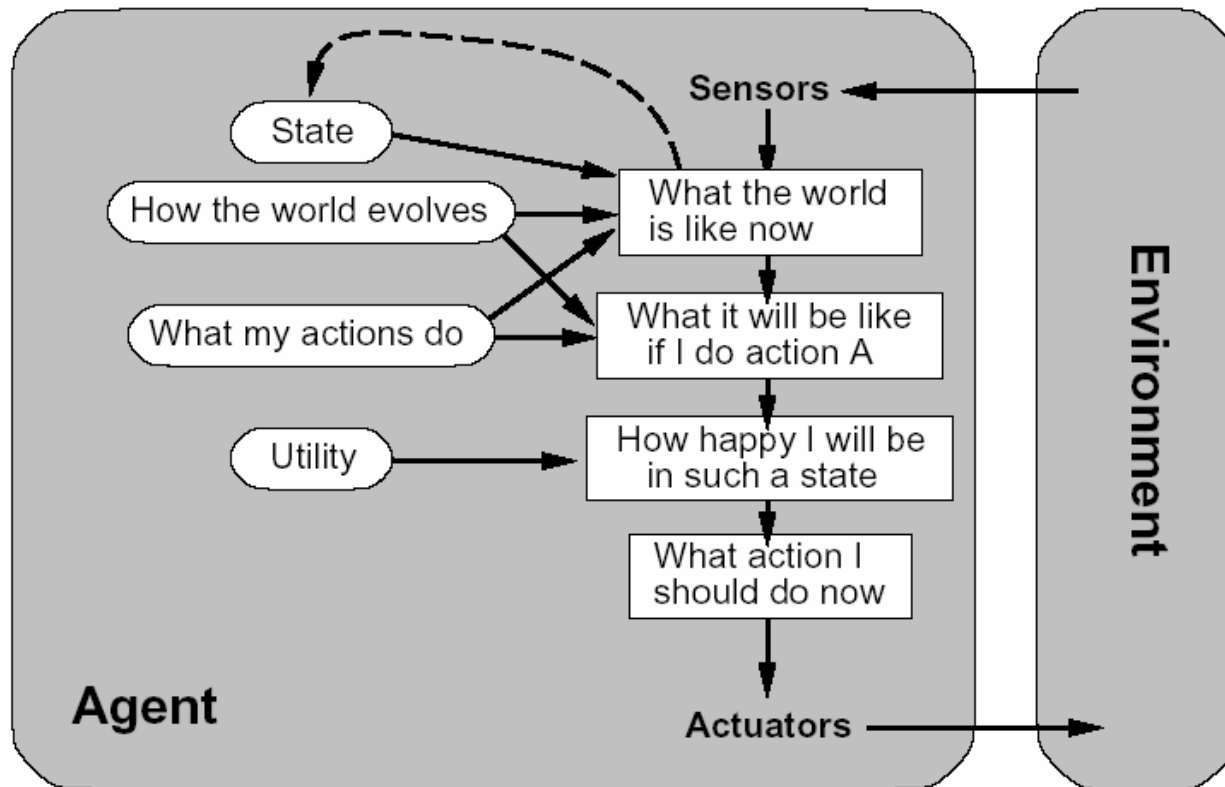 Sensors
State
What the world
is like now
How the world evolves
What my actions do
What it will be like
if I do action A
Utility
How happy I will be
in such a state
What action I
should do now
Agent
Actuators
Environment